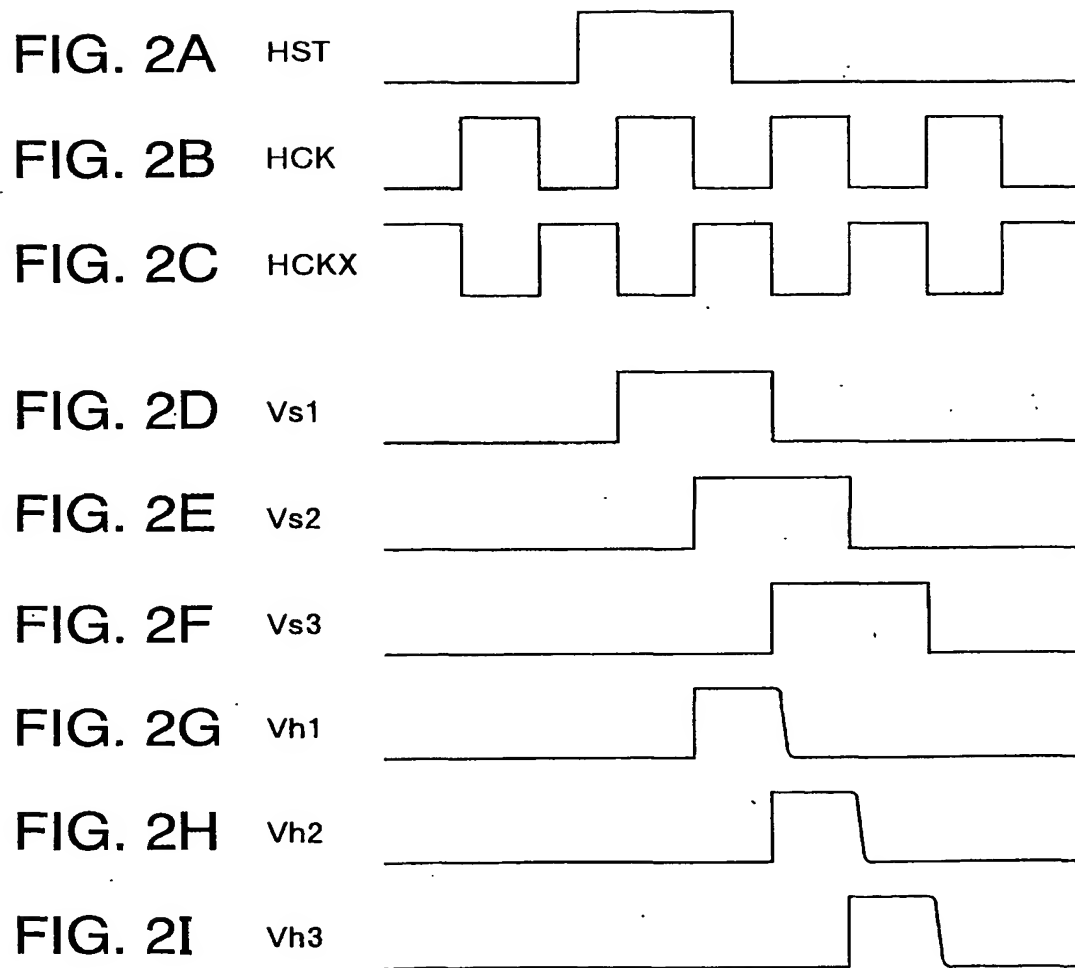 FIG. 2A HST
FIG. 2B HCK
FIG. 2C HCKX
FIG. 2D Vs1
FIG. 2E Vs2
FIG. 2F Vs3
FIG. 2G Vh1
FIG. 2H Vh2
FIG. 2I Vh3